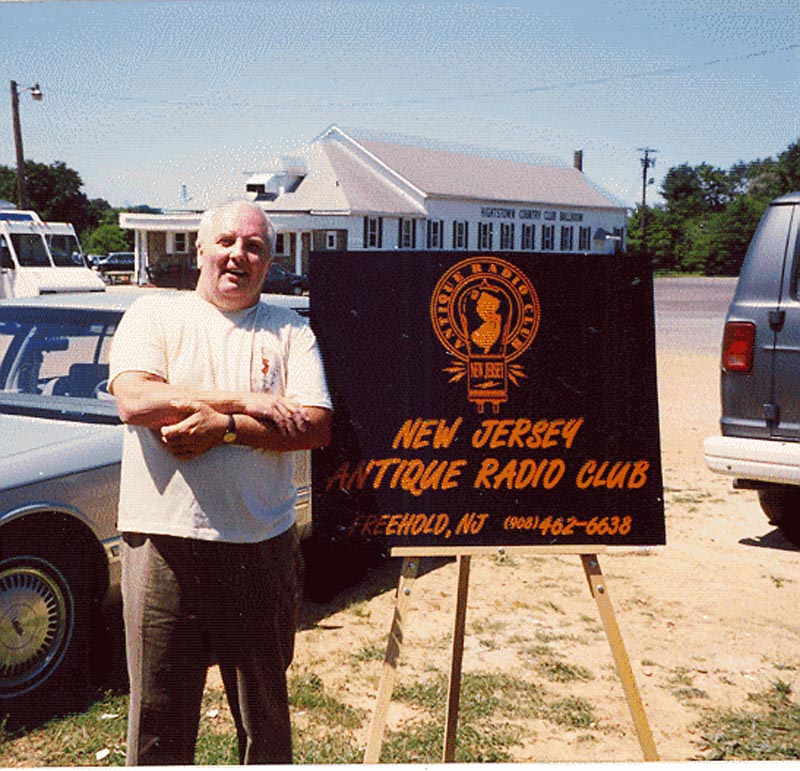 HIGHTSTOWN COUNTRY CLUB BALLROOM
ANTIQUE RADIO CLUB
NEW JERSEY
NEW JERSEY
ANTIQUE RADIO CLUB
FREEHOLD, NJ (908) 462-6638